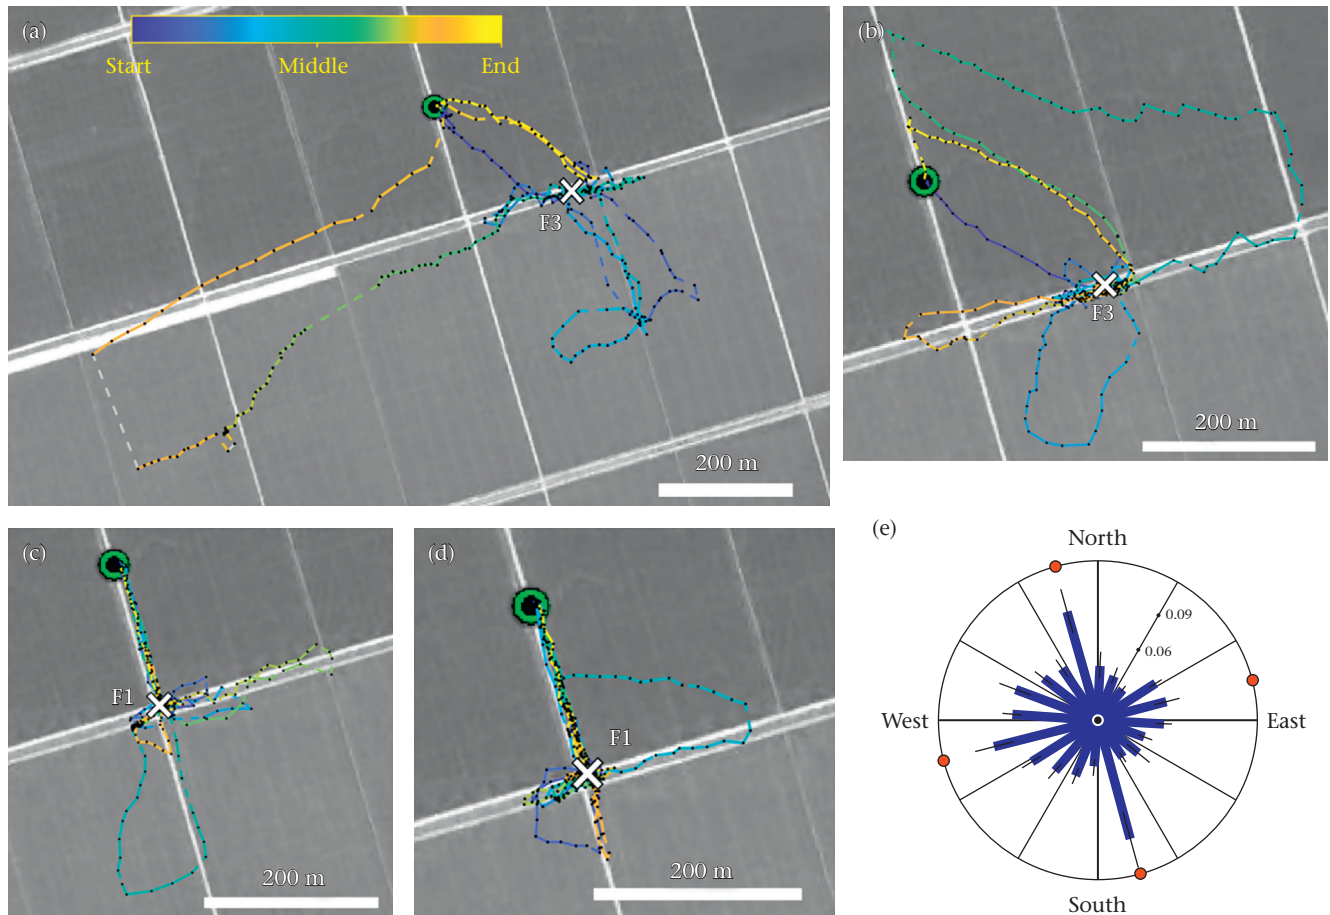 (a)
Start Middle End
F3
200 m
(b)
F3
200 m
(c)
F1
200 m
(d)
F1
200 m
(e)
North
0.09
0.06
West East
South